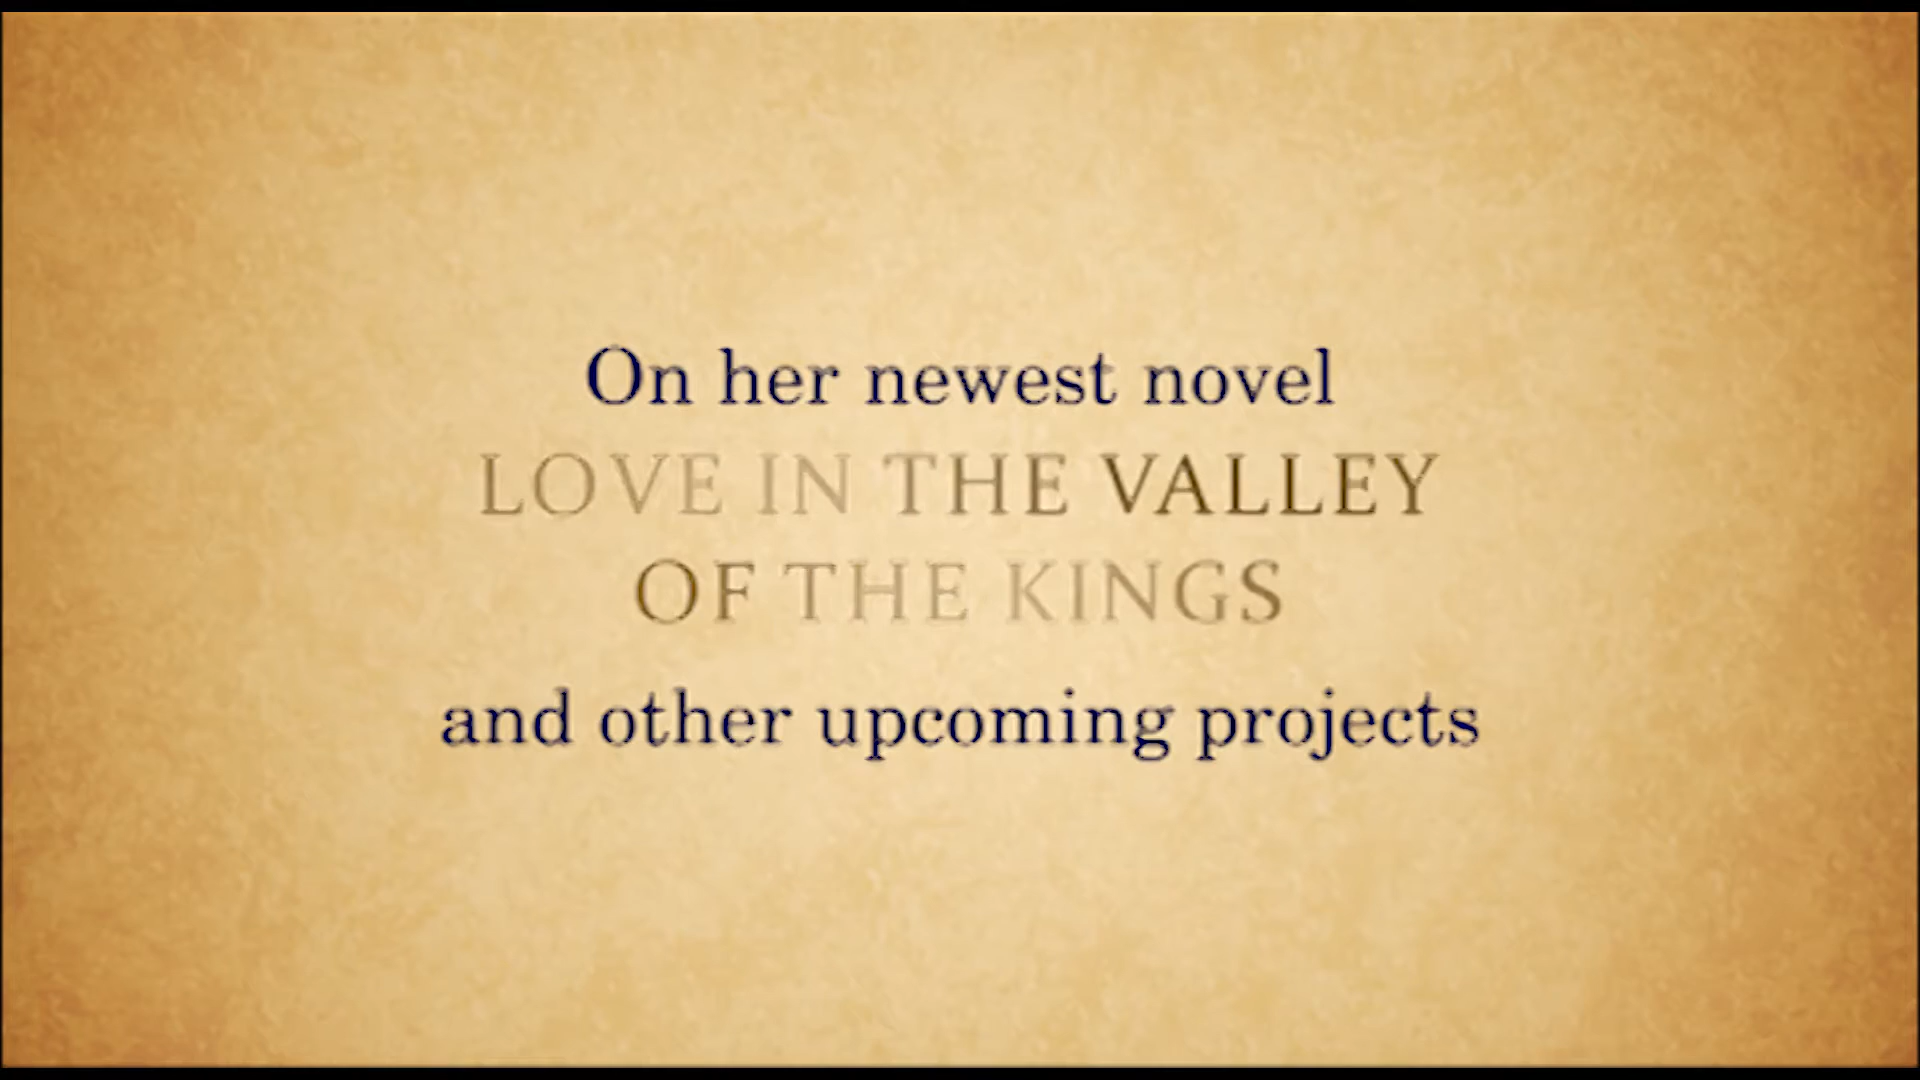 On her newest novel
LOVE IN THE VALLEY
OF THE KINGS
and other upcoming projects